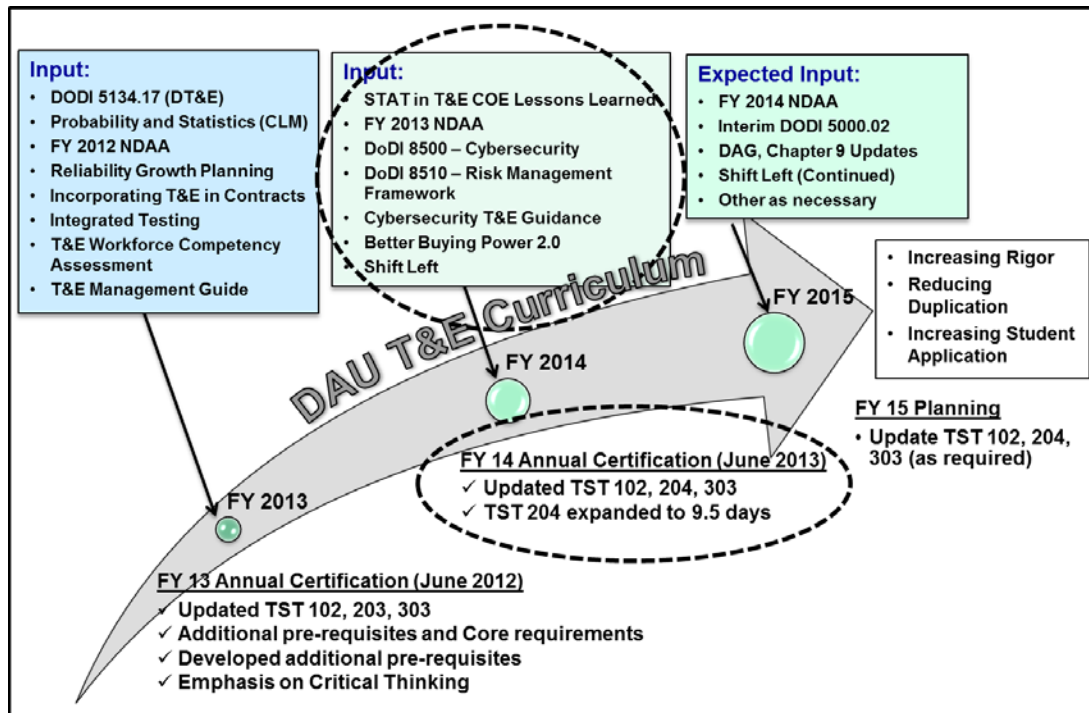 Input:
• DODI 5134.17 (DT&E)
• Probability and Statistics (CLM)
• FY 2012 NDAA
• Reliability Growth Planning
• Incorporating T&E in Contracts
• Integrated Testing
• T&E Workforce Competency
Assessment
• T&E Management Guide
Input:
• STAT in T&E COE Lessons Learned
• FY 2013 NDAA
• DoDI 8500 – Cybersecurity
• DoDI 8510 – Risk Management
Framework
• Cybersecurity T&E Guidance
• Better Buying Power 2.0
• Shift Left
Expected Input:
• FY 2014 NDAA
• Interim DODI 5000.02
• DAG, Chapter 9 Updates
• Shift Left (Continued)
• Other as necessary
• Increasing Rigor
• Reducing
Duplication
• Increasing Student
Application
DAU T&E Curriculum
FY 2013
FY 2014
FY 2015
FY 13 Annual Certification (June 2012)
✓ Updated TST 102, 203, 303
✓ Additional pre-requisites and Core requirements
✓ Developed additional pre-requisites
✓ Emphasis on Critical Thinking
FY 14 Annual Certification (June 2013)
✓ Updated TST 102, 204, 303
✓ TST 204 expanded to 9.5 days
FY 15 Planning
• Update TST 102, 204,
303 (as required)